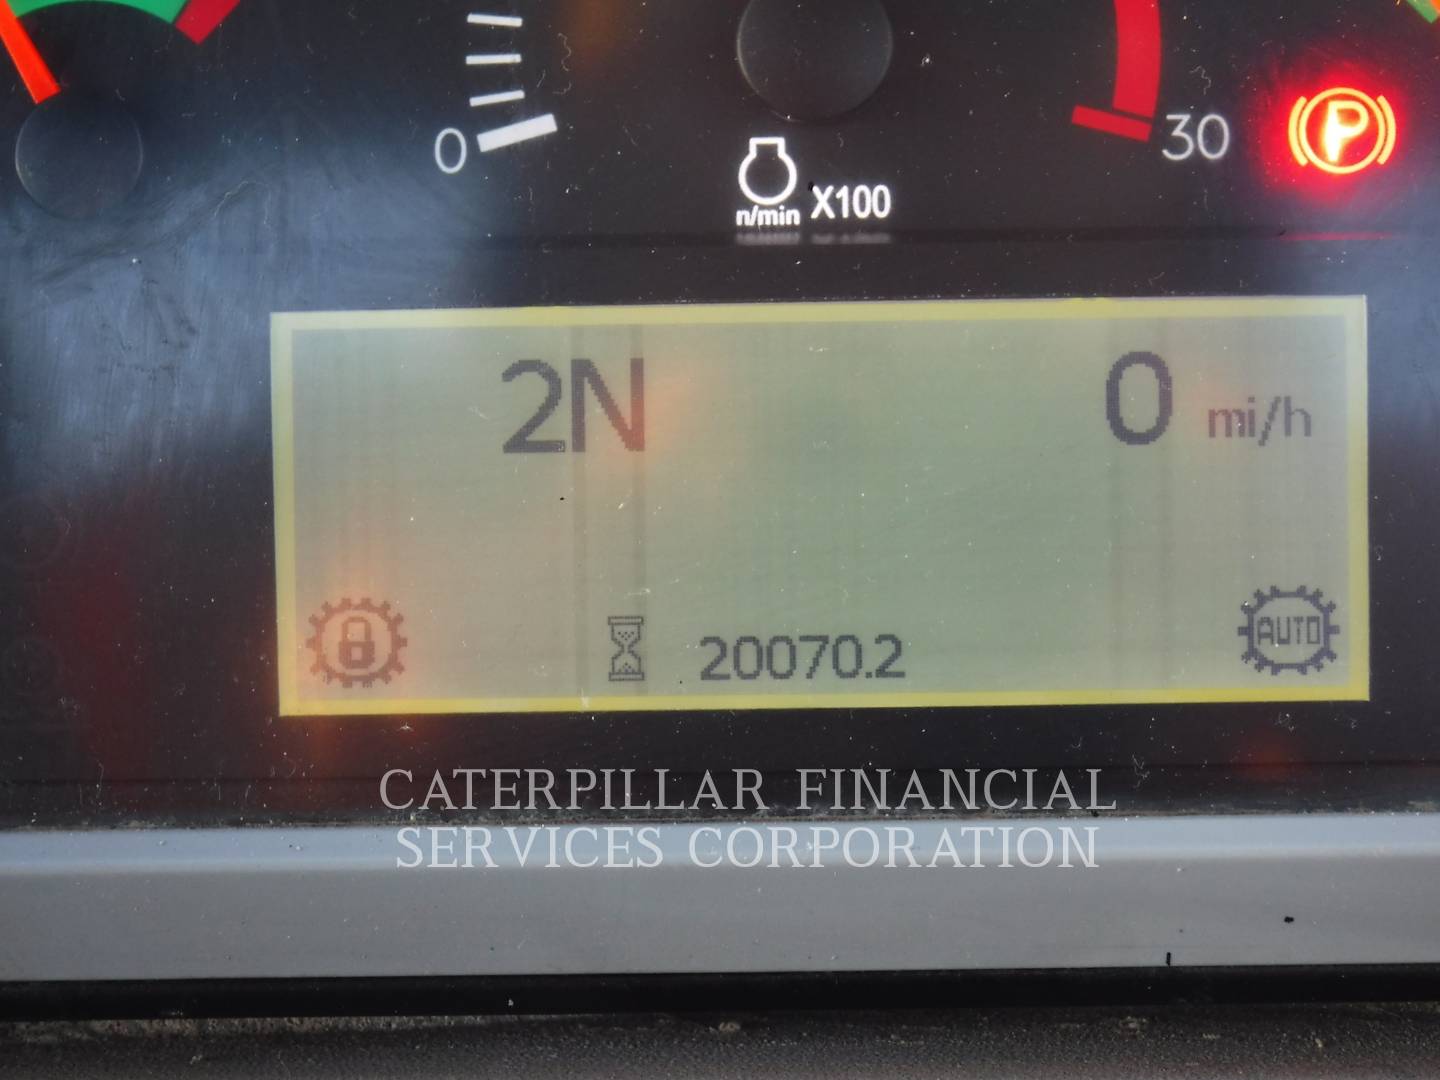 0
30
P
n/min X100
2N
0 mi/h
20070.2
AUTO
CATERPILLAR FINANCIAL
SERVICES CORPORATION